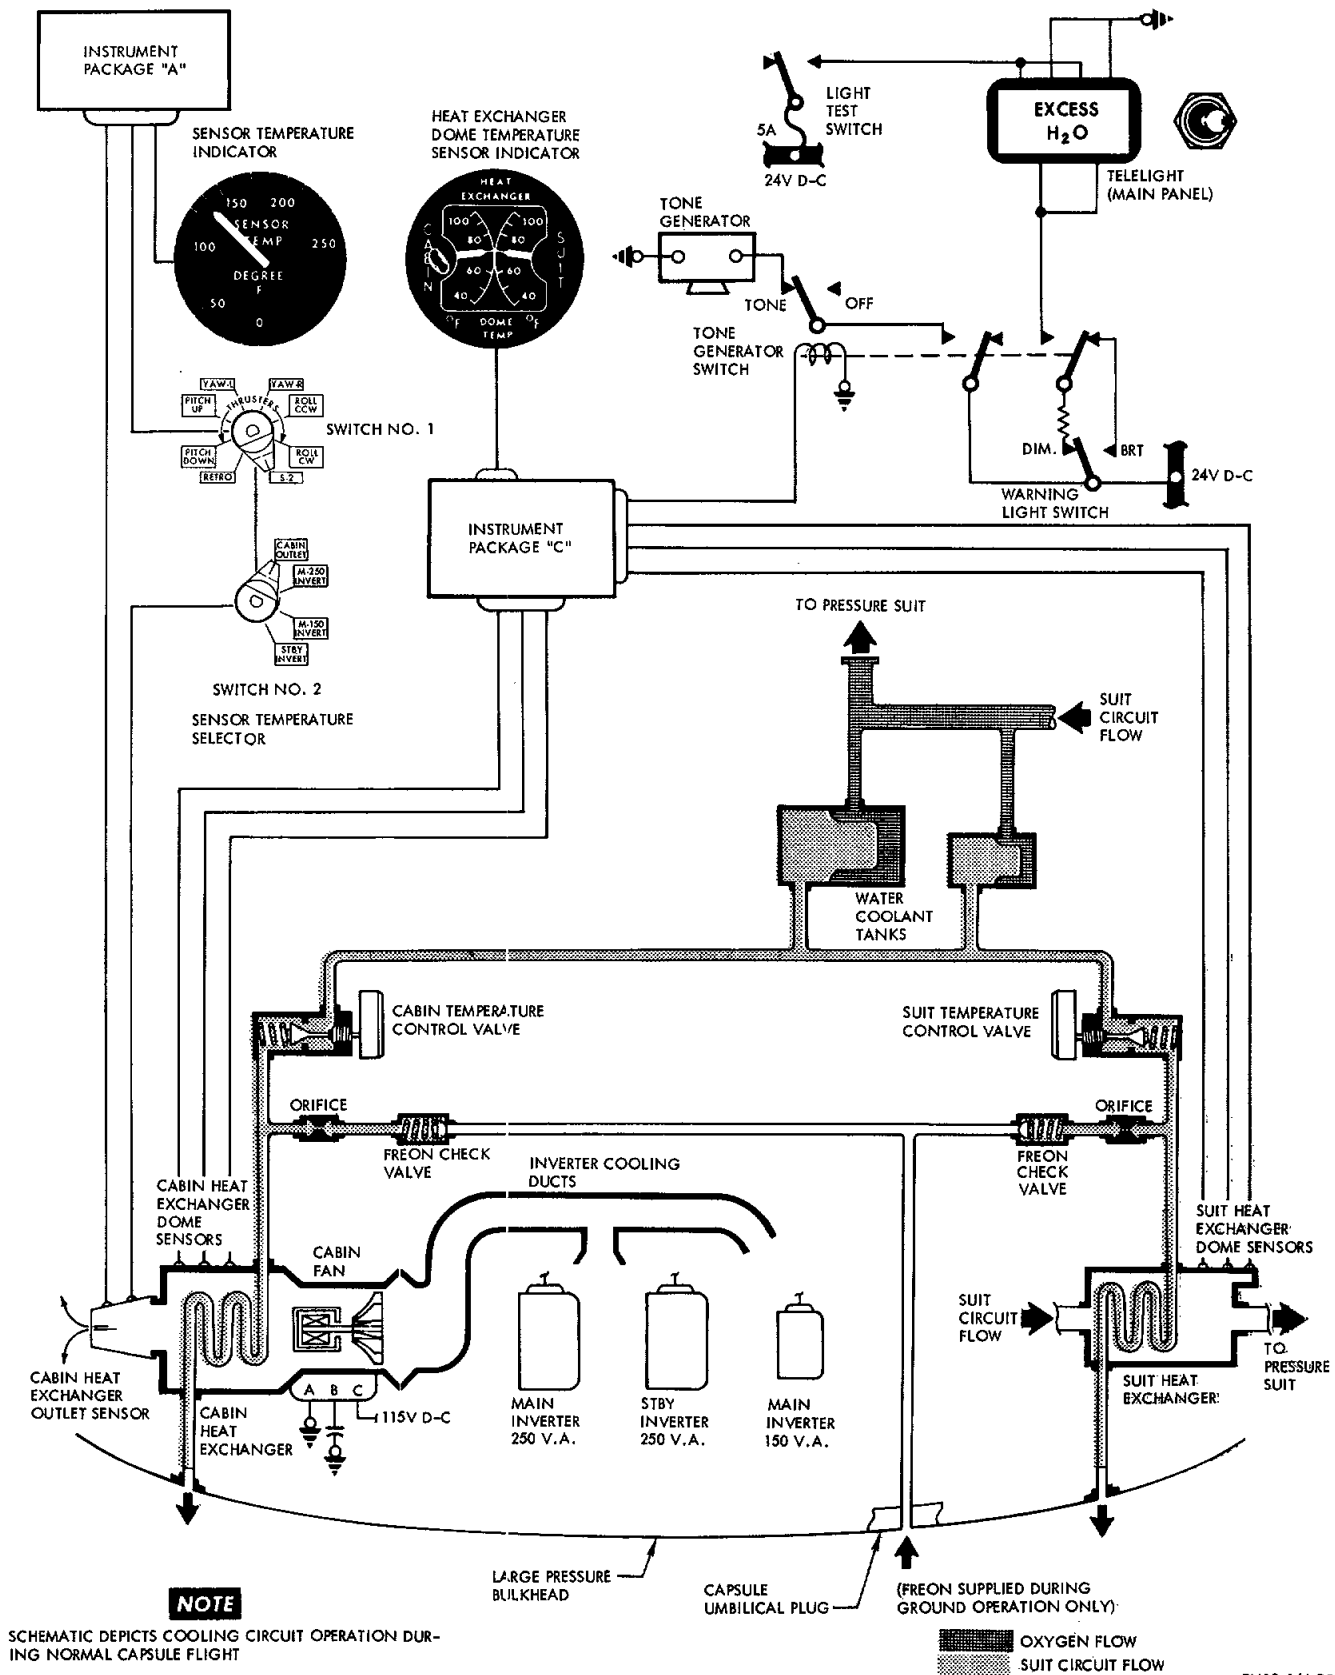 INSTRUMENT
PACKAGE "A"
SENSOR TEMPERATURE
INDICATOR
150 200
SENSOR
TEMP
100
250
DEGREE
F
50
0
HEAT EXCHANGER
DOME TEMPERATURE
SENSOR INDICATOR
HEAT
EXCHANGER
CABIN
SUIT
100 100
80 80
60 60
40 40
°F DOME °F
TEMP
LIGHT
TEST
SWITCH
5A
24V D-C
EXCESS
H₂O
TELELIGHT
(MAIN PANEL)
TONE
GENERATOR
TONE
OFF
TONE
GENERATOR
SWITCH
DIM.
BRT
24V D-C
WARNING
LIGHT SWITCH
YAW-L
YAW-R
PITCH
UP
THRUSTERS
ROLL
CCW
SWITCH NO. 1
PITCH
DOWN
ROLL
CW
RETRO
S.2
INSTRUMENT
PACKAGE "C"
CABIN
OUTLET
M-250
INVERT
M-150
INVERT
STBY
INVERT
SWITCH NO. 2
SENSOR TEMPERATURE
SELECTOR
TO PRESSURE SUIT
SUIT
CIRCUIT
FLOW
WATER
COOLANT
TANKS
CABIN TEMPERATURE
CONTROL VALVE
SUIT TEMPERATURE
CONTROL VALVE
ORIFICE
FREON CHECK
VALVE
ORIFICE
FREON
CHECK
VALVE
INVERTER COOLING
DUCTS
CABIN HEAT
EXCHANGER
DOME
SENSORS
CABIN
FAN
SUIT HEAT
EXCHANGER
DOME SENSORS
SUIT
CIRCUIT
FLOW
TO
PRESSURE
SUIT
CABIN HEAT
EXCHANGER
OUTLET SENSOR
A B C
115V D-C
CABIN
HEAT
EXCHANGER
MAIN
INVERTER
250 V.A.
STBY
INVERTER
250 V.A.
MAIN
INVERTER
150 V.A.
SUIT HEAT
EXCHANGER
LARGE PRESSURE
BULKHEAD
CAPSULE
UMBILICAL PLUG
(FREON SUPPLIED DURING
GROUND OPERATION ONLY)
NOTE
SCHEMATIC DEPICTS COOLING CIRCUIT OPERATION DUR-
ING NORMAL CAPSULE FLIGHT
OXYGEN FLOW
SUIT CIRCUIT FLOW